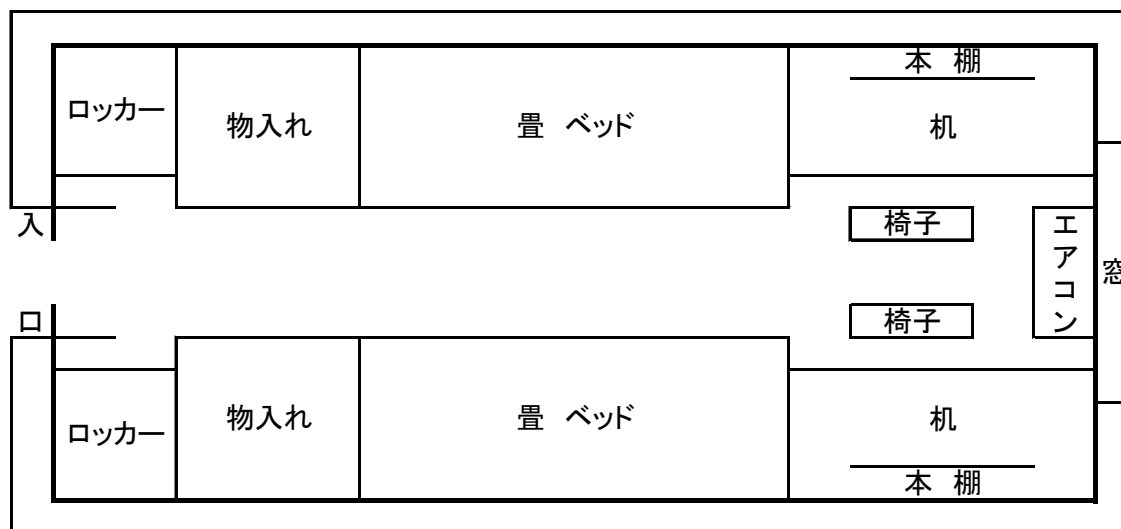 本 棚
ロッカー
物入れ
畳 ベッド
机
入
椅子
エアコン
窓
口
椅子
ロッカー
物入れ
畳 ベッド
机
本 棚